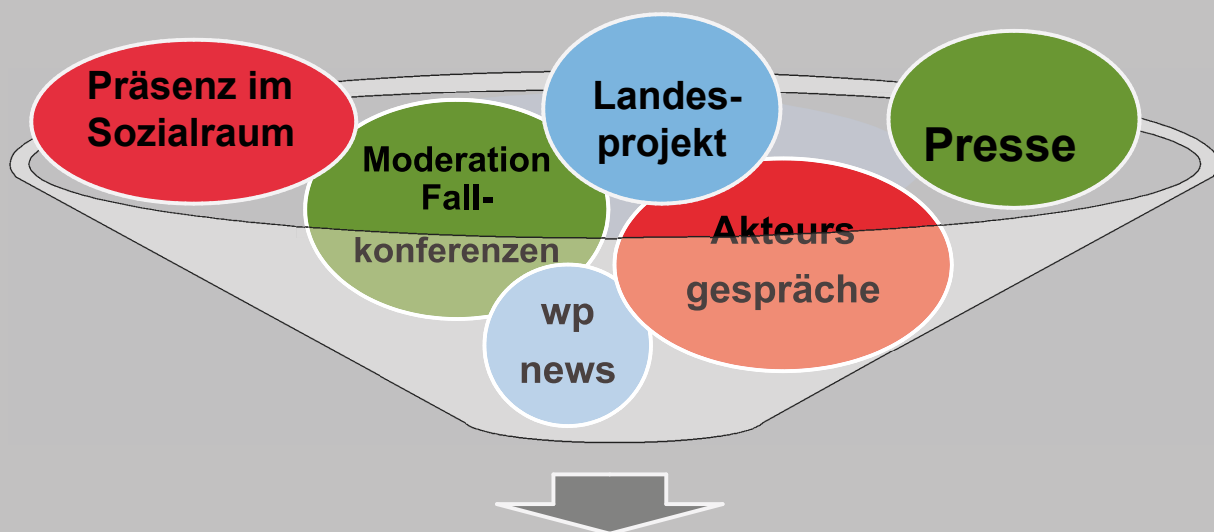 Präsenz im
Sozialraum
Moderation
Fall-
konferenzen
Landes-
projekt
Presse
Akteurs
gespräche
wp
news